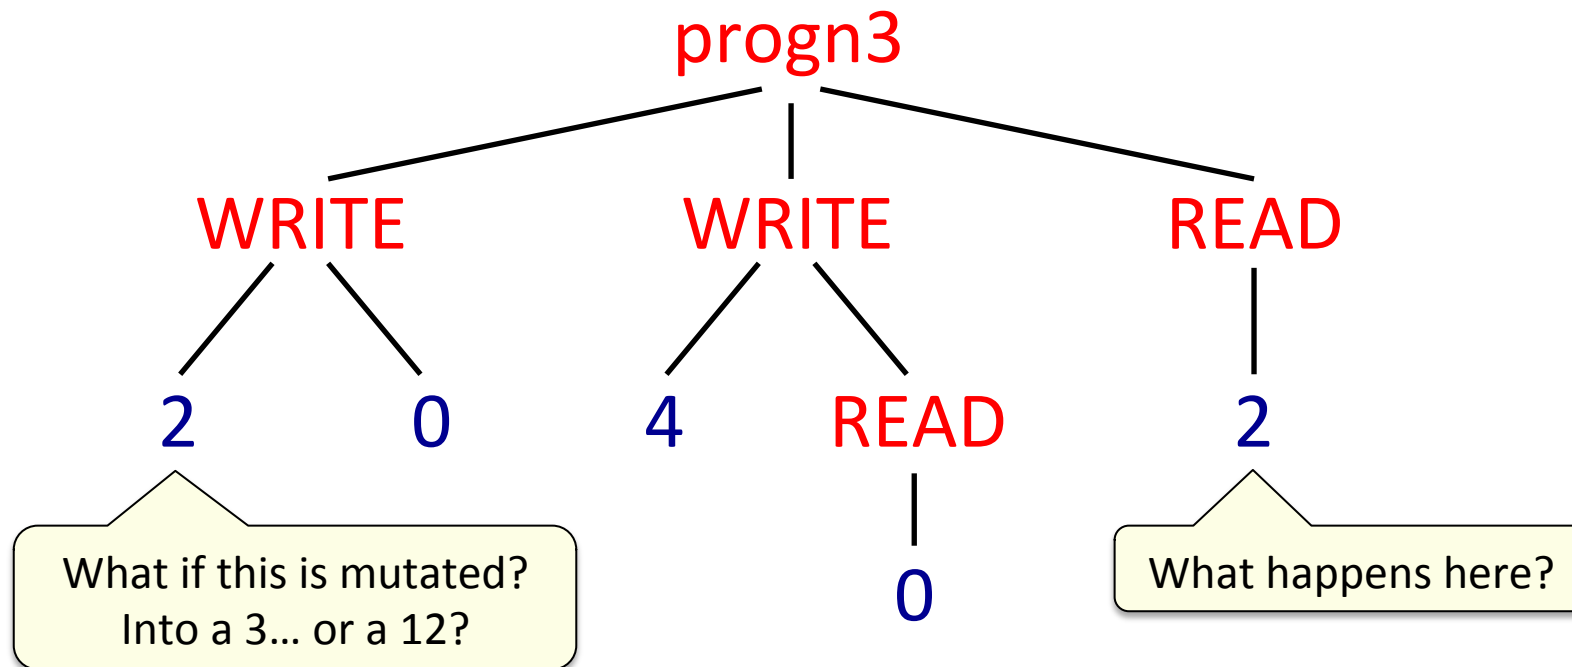 progn3
WRITE WRITE READ
2 0 4 READ 2
What if this is mutated?
Into a 3... or a 12?
0
What happens here?